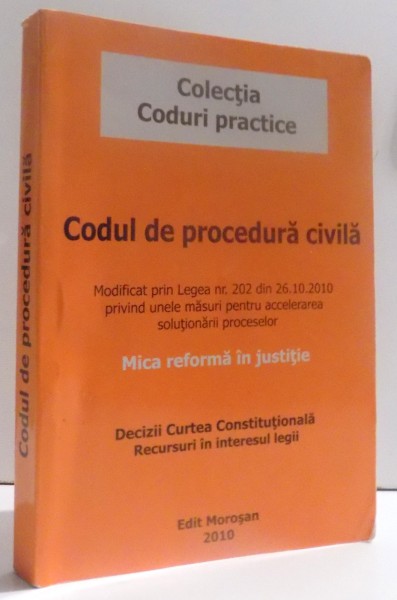 Colecţia
Coduri practice
Codul de procedură civilă
Modificat prin Legea nr. 202 din 26.10.2010
privind unele măsuri pentru accelerarea
soluţionării proceselor
Mica reformă în justiţie
Decizii Curtea Constituţională
Recursuri în interesul legii
Edit Moroşan
2010
Codul de procedură civilă